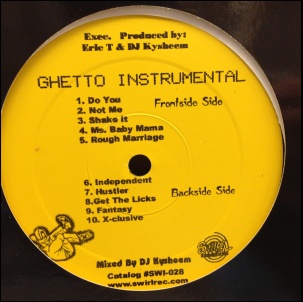 Exec. Produced by:
Eric T & DJ Kysheem
GHETTO INSTRUMENTAL
1. Do You
2. Not Me
3. Shake it
4. Ms. Baby Mama
5. Rough Marriage
Frontside Side
6. Independent
7. Hustler
8.Get The Licks
9. Fantasy
10. X-clusive
Backside Side
Mixed By DJ Kysheem
Catalog #SWI-028
www.swirlrec.com